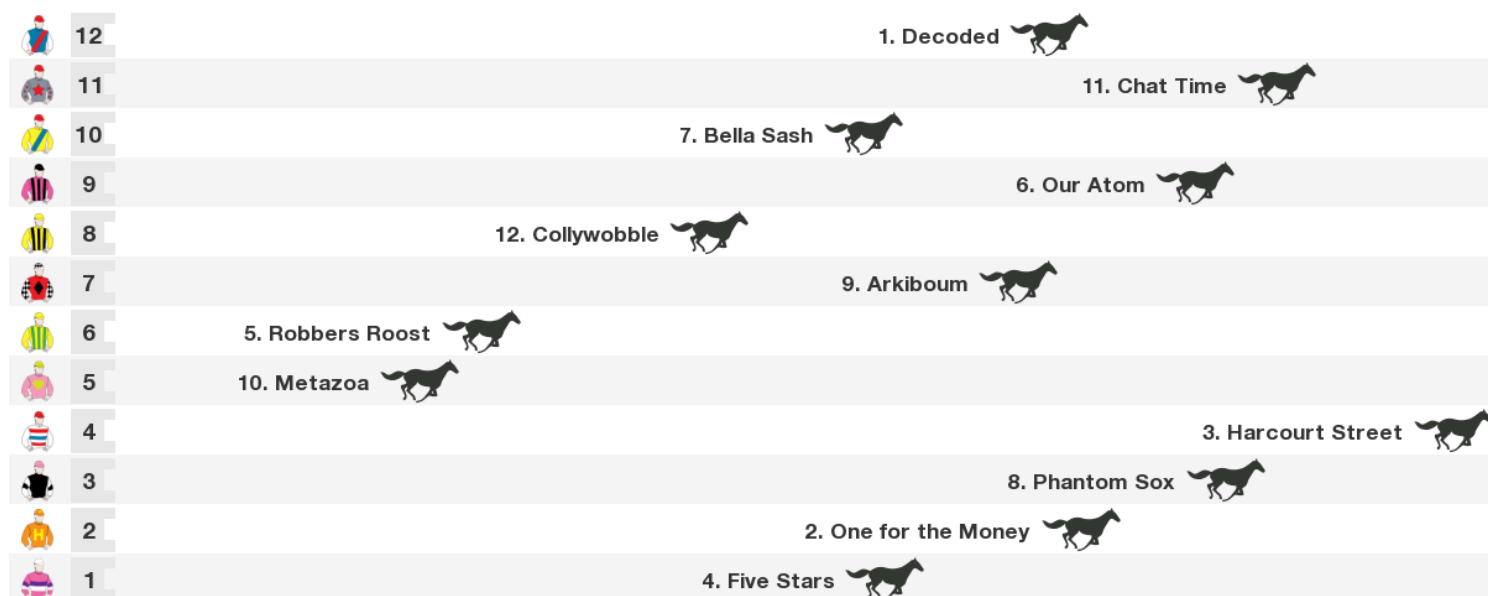 12 1. Decoded
11 11. Chat Time
10 7. Bella Sash
9 6. Our Atom
8 12. Collywobble
7 9. Arkiboum
6 5. Robbers Roost
5 10. Metazoa
4 3. Harcourt Street
3 8. Phantom Sox
H 2 2. One for the Money
1 4. Five Stars